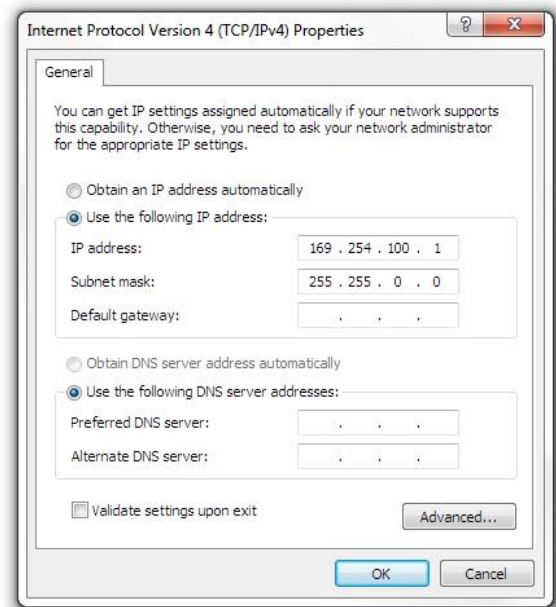 Internet Protocol Version 4 (TCP/IPv4) Properties
General
You can get IP settings assigned automatically if your network supports
this capability. Otherwise, you need to ask your network administrator
for the appropriate IP settings.
Obtain an IP address automatically
Use the following IP address:
IP address: 169 . 254 . 100 . 1
Subnet mask: 255 . 255 . 0 . 0
Default gateway: . . .
Obtain DNS server address automatically
Use the following DNS server addresses:
Preferred DNS server: . . .
Alternate DNS server: . . .
Validate settings upon exit
Advanced...
OK Cancel